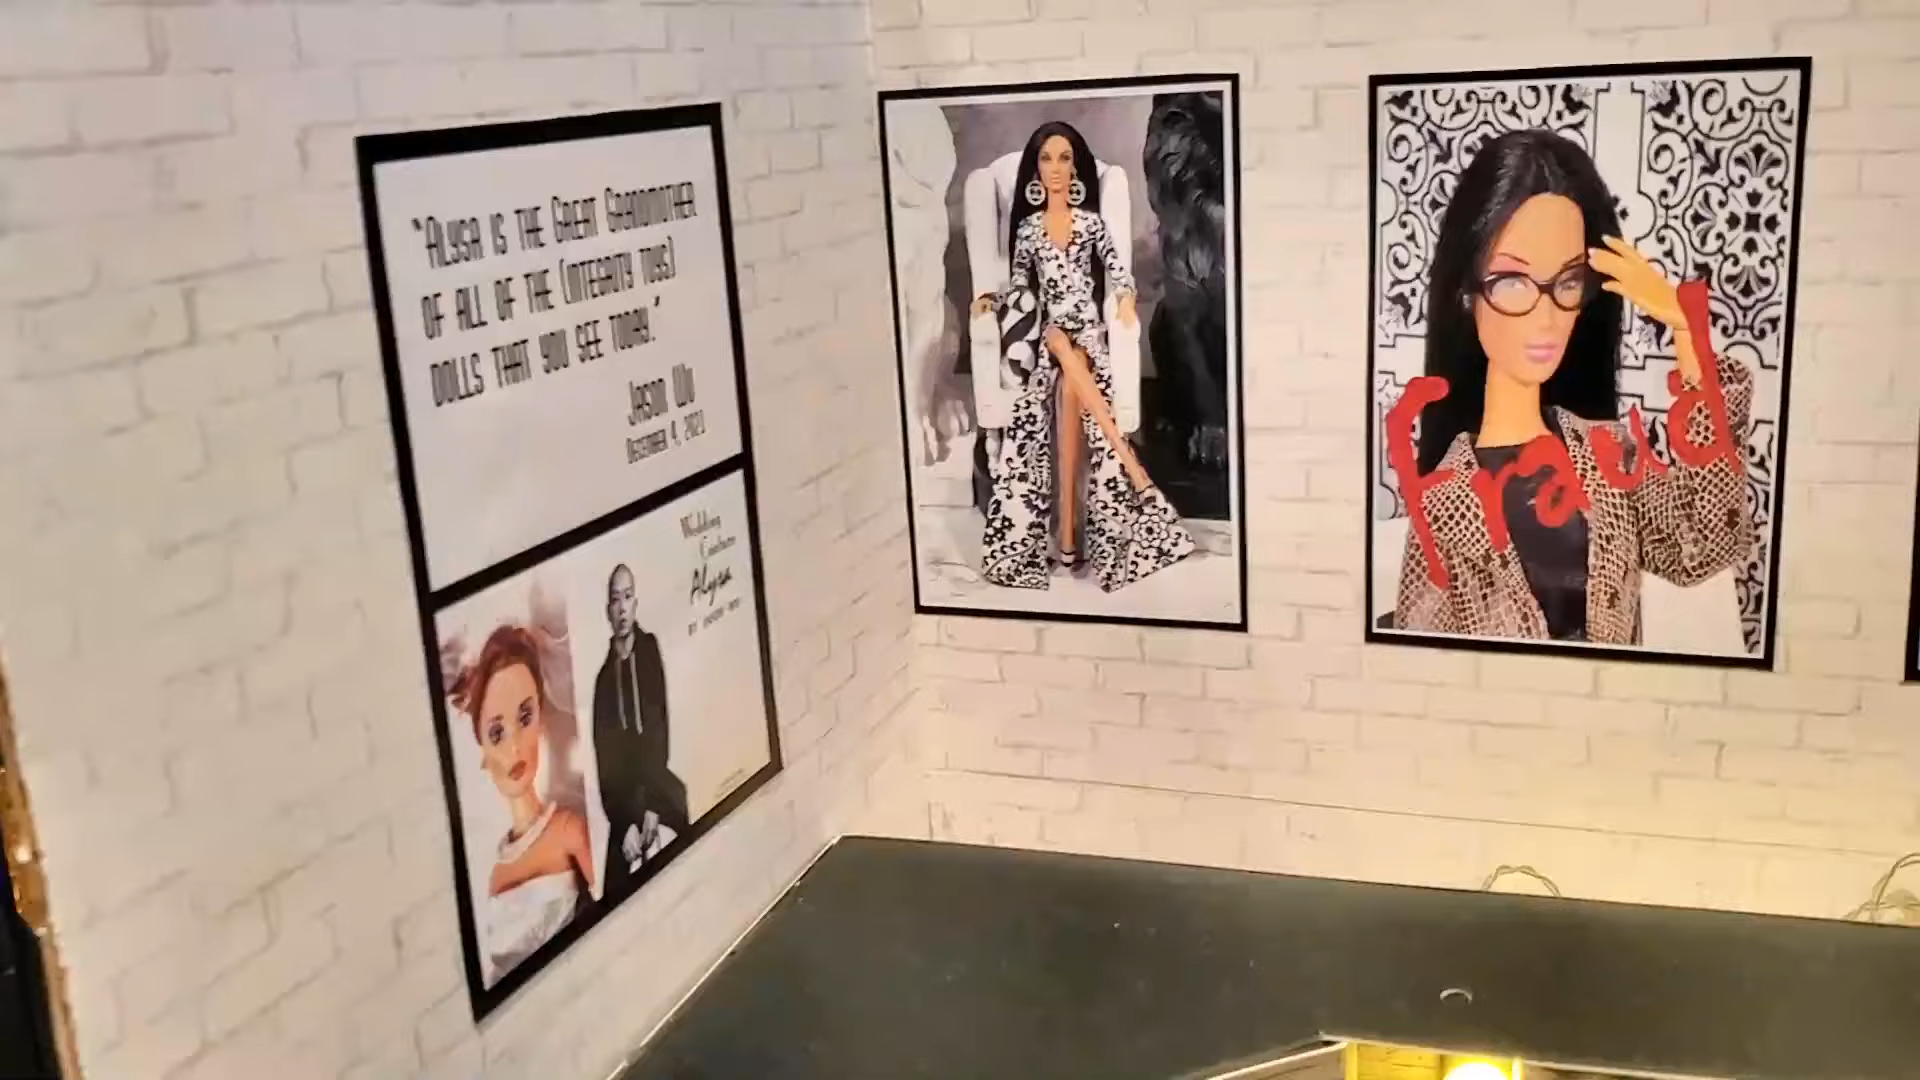 "Alysa is the Great Grandmother
of all of the (Integrity Toys)
dolls that you see today."
Jason Wu
December 4, 2021
Wedding
Couture
Alysa
by Jason Wu
Fraud